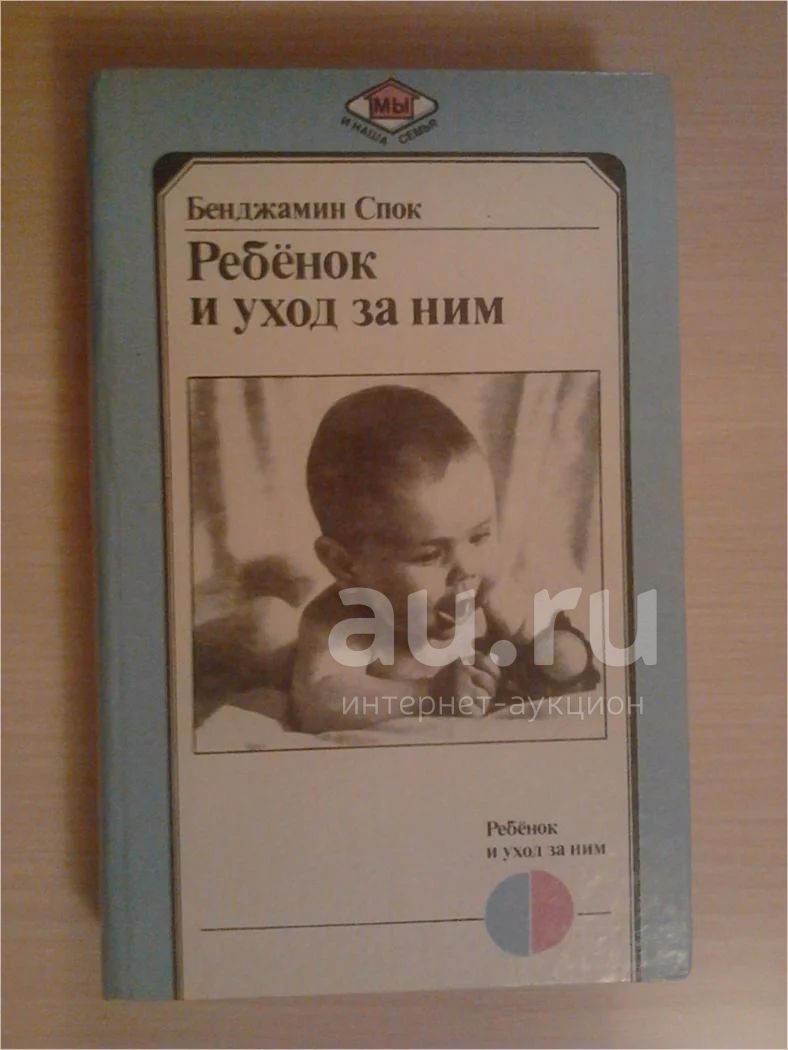 МЫ
И НАША СЕМЬЯ
Бенджамин Спок
Ребёнок
и уход за ним
au.ru
интернет-аукцион
Ребёнок
и уход за ним